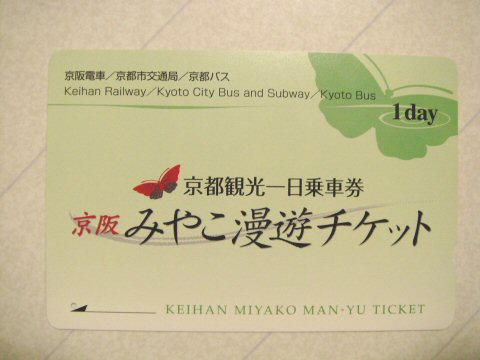 京阪電車／京都市交通局／京都バス
Keihan Railway／Kyoto City Bus and Subway／Kyoto Bus
1day
京都観光一日乗車券
京阪 みやこ漫遊チケット
KEIHAN MIYAKO MAN-YU TICKET